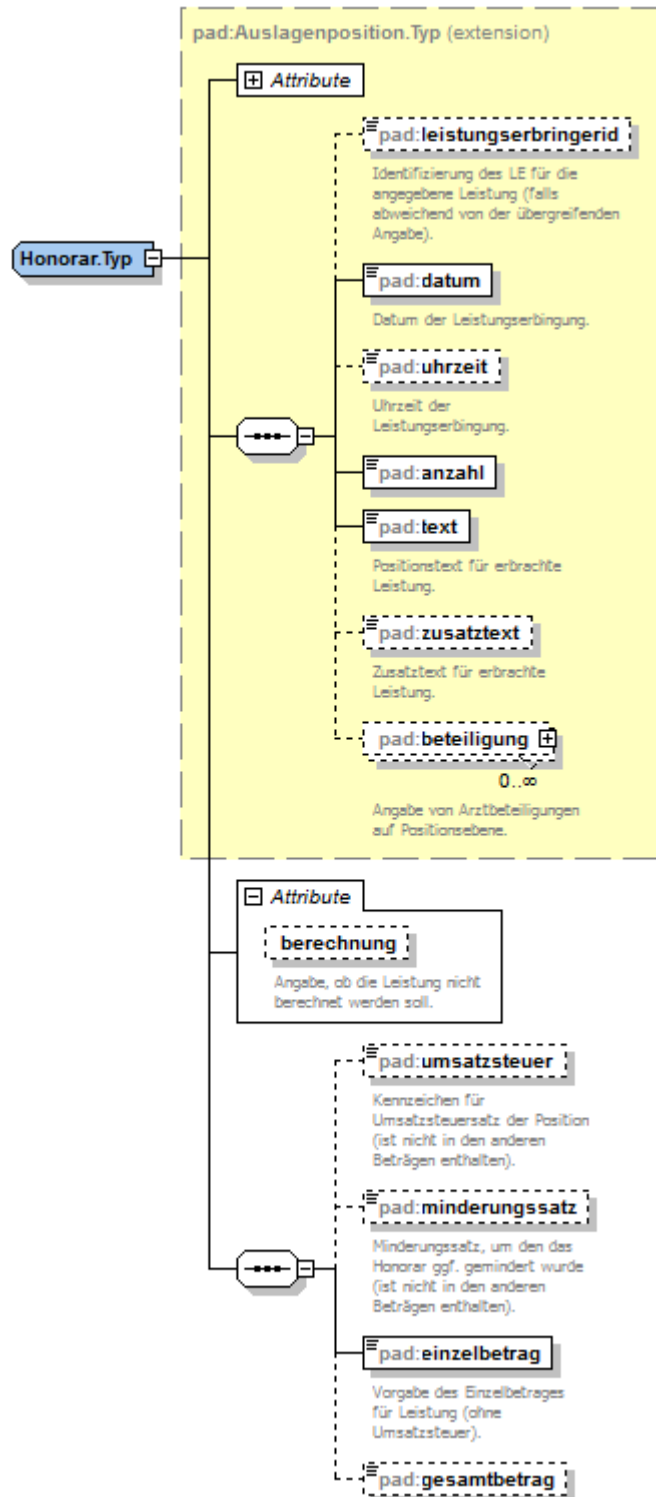 pad:Auslagenposition.Typ (extension)
Attribute
pad:leistungserbringerid
Identifizierung des LE für die
angegebene Leistung (falls
abweichend von der übergreifenden
Angabe).
Honorar.Typ
pad:datum
Datum der Leistungserbingung.
pad:uhrzeit
Uhrzeit der
Leistungserbingung.
pad:anzahl
pad:text
Positionstext für erbrachte
Leistung.
pad:zusatztext
Zusatztext für erbrachte
Leistung.
pad:beteiligung
0..∞
Angabe von Arztbeteiligungen
auf Positionsebene.
Attribute
berechnung
Angabe, ob die Leistung nicht
berechnet werden soll.
pad:umsatzsteuer
Kennzeichen für
Umsatzsteuersatz der Position
(ist nicht in den anderen
Beträgen enthalten).
pad:minderungssatz
Minderungssatz, um den das
Honorar ggf. gemindert wurde
(ist nicht in den anderen
Beträgen enthalten).
pad:einzelbetrag
Vorgabe des Einzelbetrages
für Leistung (ohne
Umsatzsteuer).
pad:gesamtbetrag